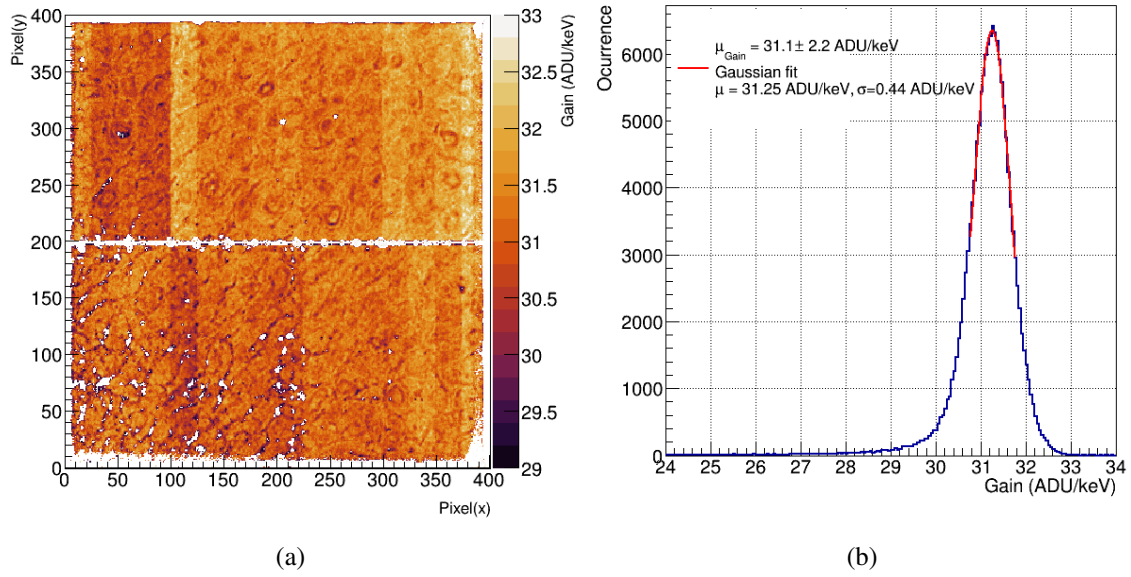 Pixel(y)
400
350
300
250
200
150
100
50
0
0 50 100 150 200 250 300 350 400
Pixel(x)
33
32.5
32
31.5
31
30.5
30
29.5
29
Gain (ADU/keV)
(a)
Ocurrence
6000
5000
4000
3000
2000
1000
0
μGain = 31.1± 2.2 ADU/keV
Gaussian fit
μ = 31.25 ADU/keV, σ=0.44 ADU/keV
24 25 26 27 28 29 30 31 32 33 34
Gain (ADU/keV)
(b)